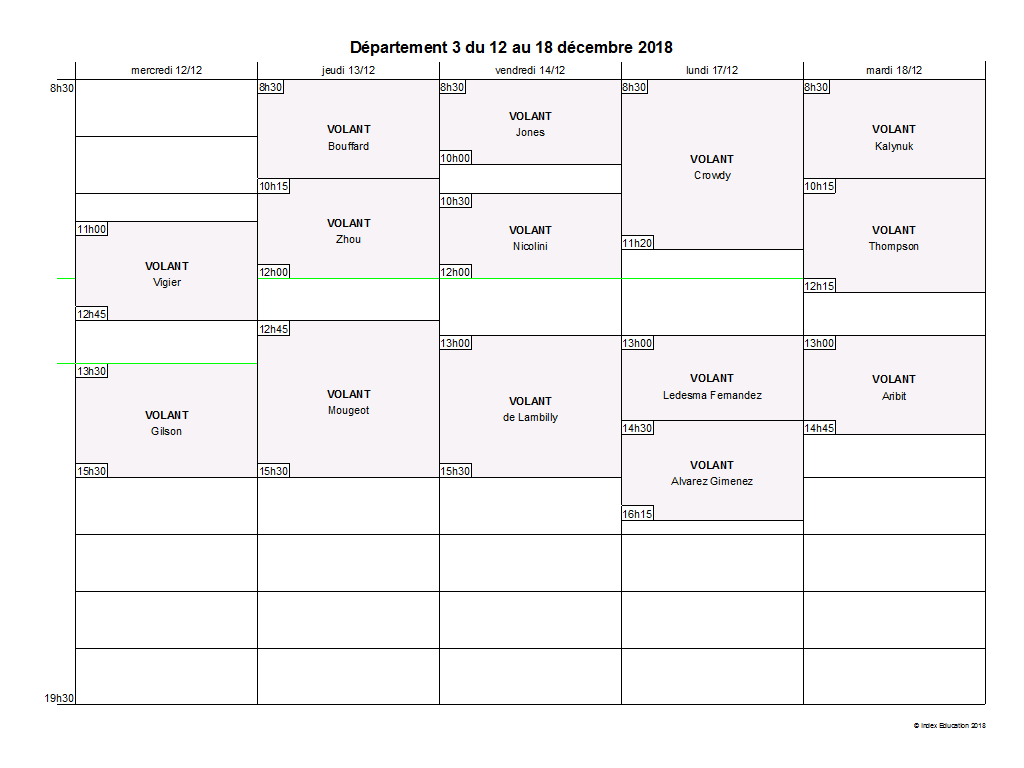 Département 3 du 12 au 18 décembre 2018
mercredi 12/12
jeudi 13/12
vendredi 14/12
lundi 17/12
mardi 18/12
8h30
19h30
11h00
VOLANT
Vigier
12h45
13h30
VOLANT
Gilson
15h30
8h30
VOLANT
Bouffard
10h15
VOLANT
Zhou
12h00
12h45
VOLANT
Mougeot
15h30
8h30
VOLANT
Jones
10h00
10h30
VOLANT
Nicolini
12h00
13h00
VOLANT
de Lambilly
15h30
8h30
VOLANT
Crowdy
11h20
13h00
VOLANT
Ledesma Fernandez
14h30
VOLANT
Alvarez Gimenez
16h15
8h30
VOLANT
Kalynuk
10h15
VOLANT
Thompson
12h15
13h00
VOLANT
Aribit
14h45
© Index Education 2018